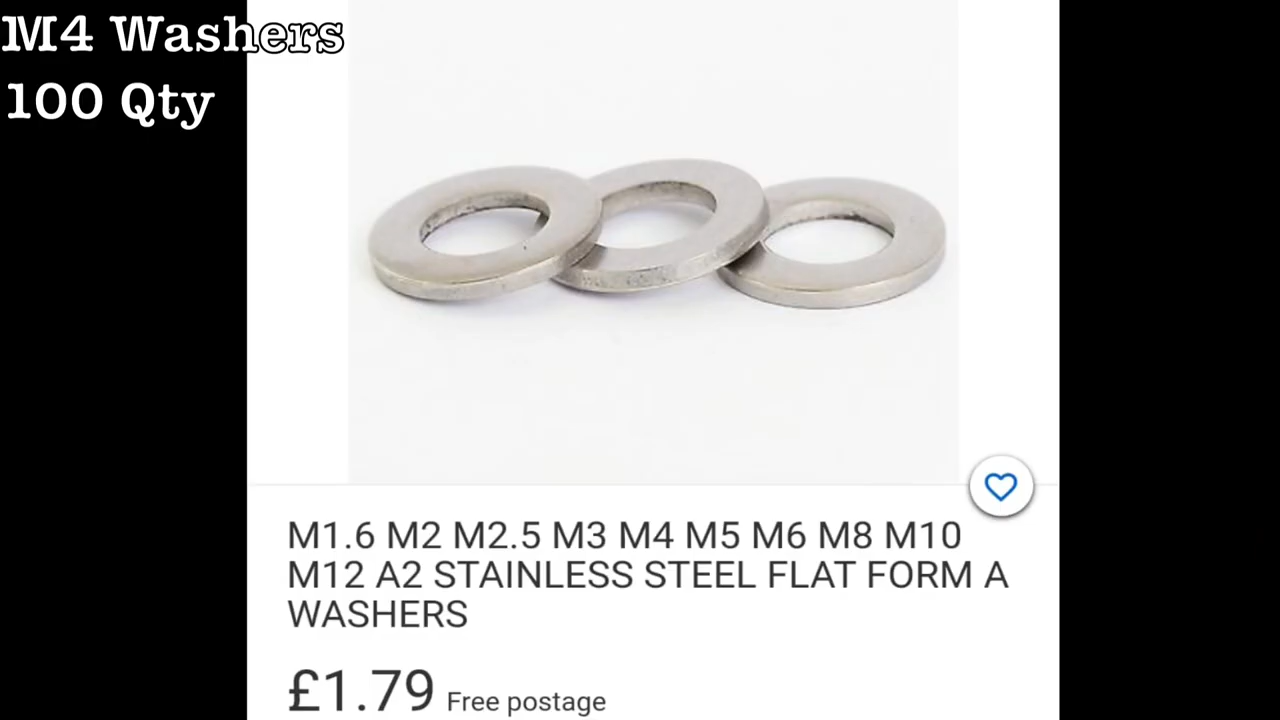 M4 Washers
100 Qty
M1.6 M2 M2.5 M3 M4 M5 M6 M8 M10
M12 A2 STAINLESS STEEL FLAT FORM A
WASHERS
£1.79 Free postage